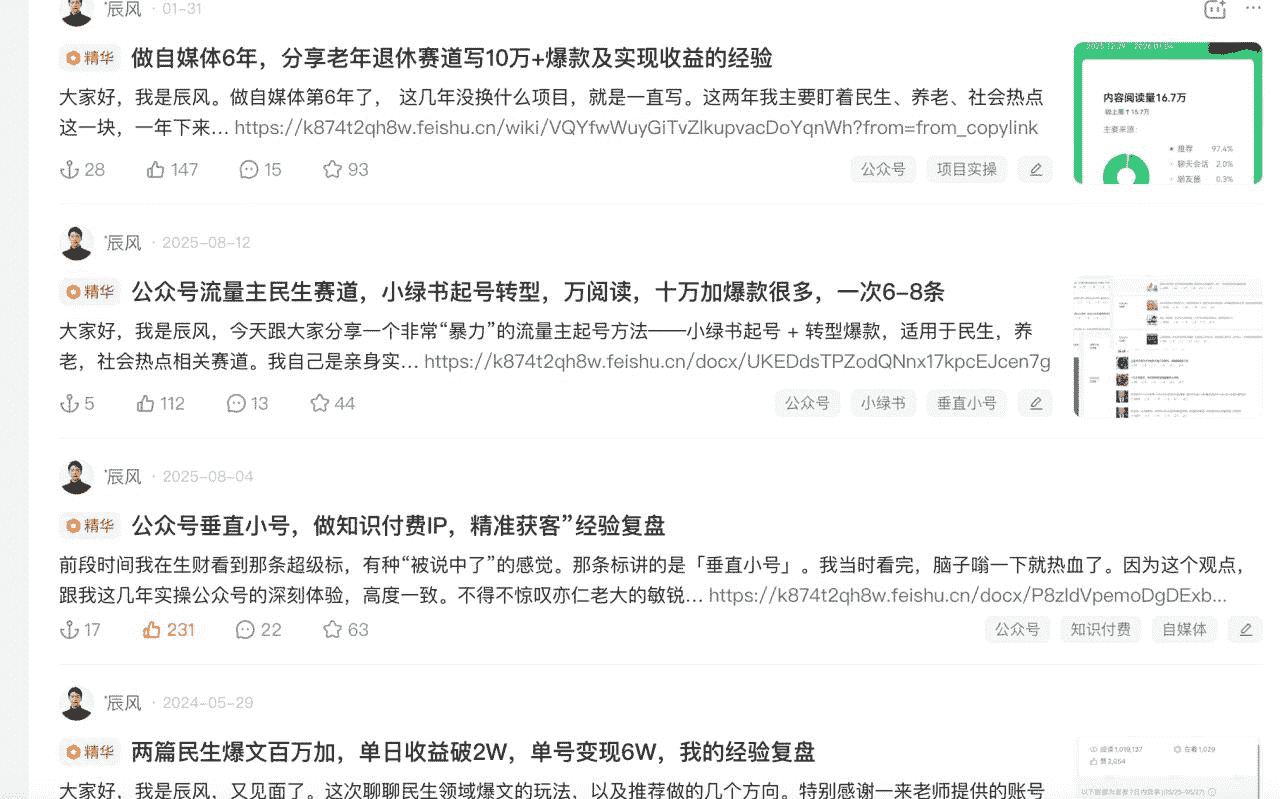 辰风 · 01-31
精华 做自媒体6年，分享老年退休赛道写10万+爆款及实现收益的经验
大家好，我是辰风。做自媒体第6年了， 这几年没换什么项目，就是一直写。这两年我主要盯着民生、养老、社会热点
这一块，一年下来... https://k874t2qh8w.feishu.cn/wiki/VQYfwWuyGiTvZlkupvacDoYqnWh?from=from_copylink
28 147 15 93 公众号 项目实操
内容阅读量16.7万
较上周↑15.7万
主要来源:
推荐 97.4%
聊天会话 2.0%
朋友圈 0.3%
辰风 · 2025-08-12
精华 公众号流量主民生赛道，小绿书起号转型，万阅读，十万加爆款很多，一次6-8条
大家好，我是辰风，今天跟大家分享一个非常“暴力”的流量主起号方法——小绿书起号 + 转型爆款，适用于民生，养
老，社会热点相关赛道。我自己是亲身实... https://k874t2qh8w.feishu.cn/docx/UKEDdsTPZodQNnx17kpcEJcen7g
5 112 13 44 公众号 小绿书 垂直小号
辰风 · 2025-08-04
精华 公众号垂直小号，做知识付费IP，精准获客”经验复盘
前段时间我在生财看到那条超级标，有种“被说中了”的感觉。那条标讲的是「垂直小号」。我当时看完，脑子嗡一下就热血了。因为这个观点，
跟我这几年实操公众号的深刻体验，高度一致。不得不惊叹亦仁老大的敏锐... https://k874t2qh8w.feishu.cn/docx/P8zIdVpemoDgDExb...
17 231 22 63 公众号 知识付费 自媒体
辰风 · 2024-05-29
精华 两篇民生爆文百万加，单日收益破2W，单号变现6W，我的经验复盘
大家好，我是辰风，又见面了。这次聊聊民生领域爆文的玩法，以及推荐做的几个方向。特别感谢一来老师提供的账号
阅读1,019,137 在看1,029
赞2,054